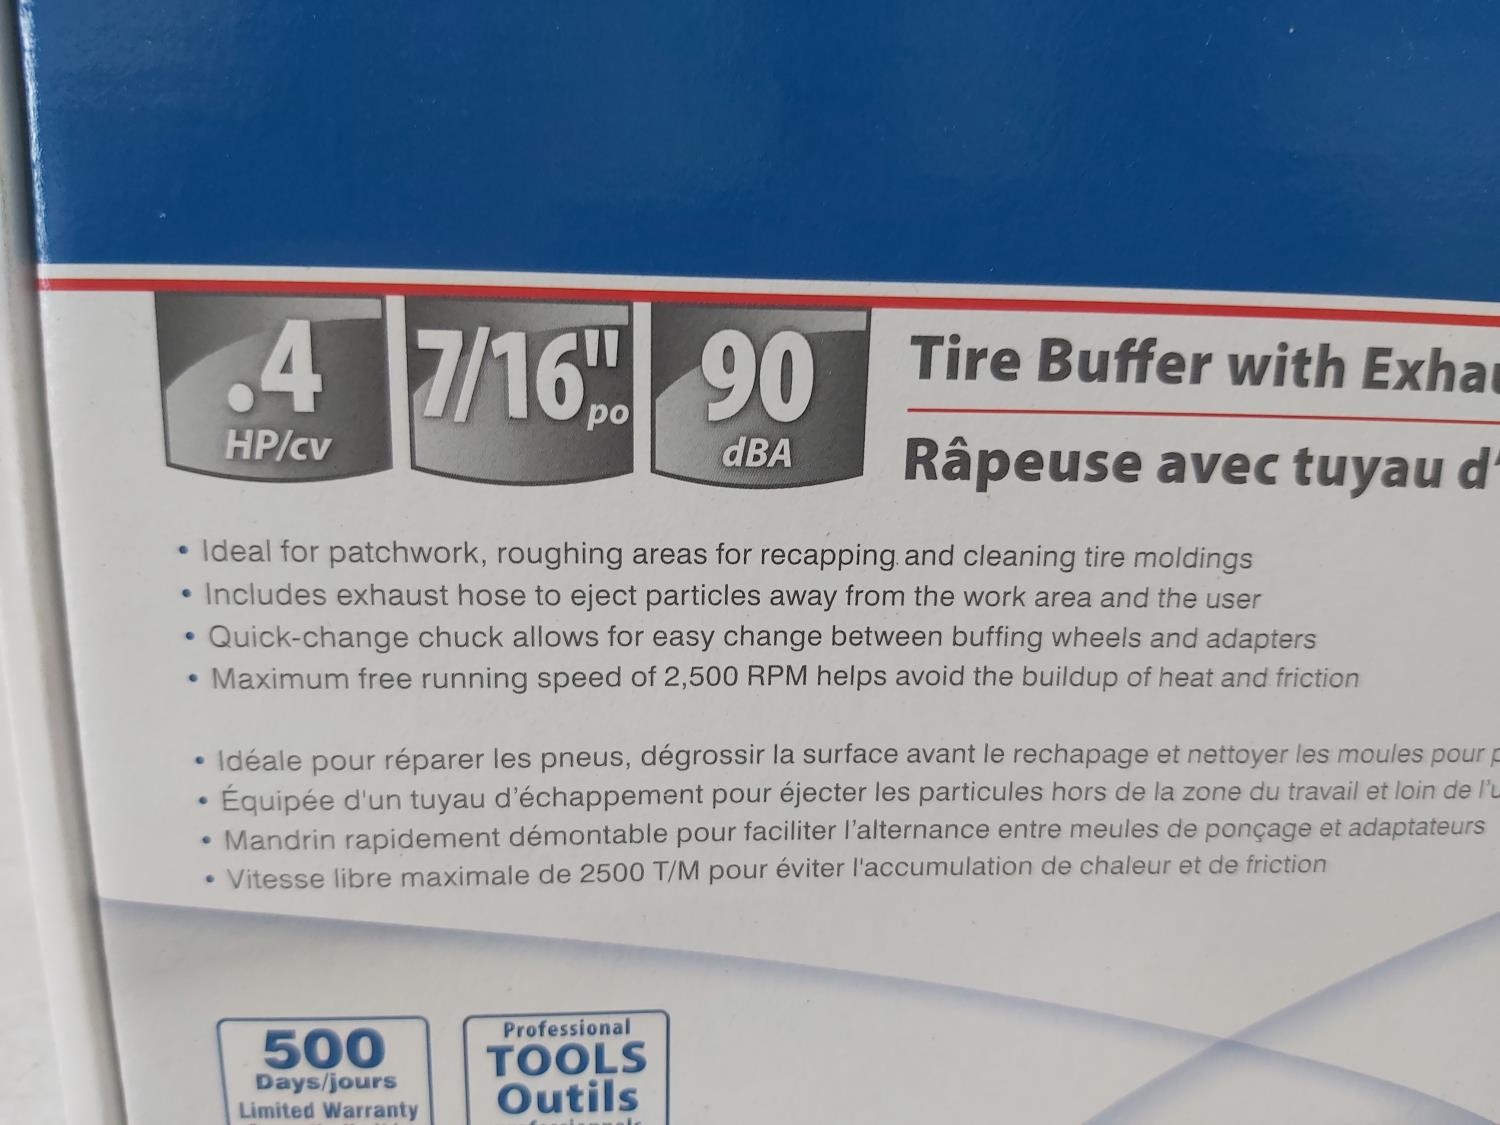 .4
HP/cv
7/16"
po
90
dBA
Tire Buffer with
Râpeuse avec tuyau
• Ideal for patchwork, roughing areas for recapping and cleaning tire moldings
• Includes exhaust hose to eject particles away from the work area and the user
• Quick-change chuck allows for easy change between buffing wheels and adapters
• Maximum free running speed of 2,500 RPM helps avoid the buildup of heat and friction
• Idéale pour réparer les pneus, dégrossir la surface avant le rechapage et nettoyer les moules pour
• Équipée d'un tuyau d'échappement pour éjecter les particules hors de la zone du travail et loin de
• Mandrin rapidement démontable pour faciliter l'alternance entre meules de ponçage et adaptateurs
• Vitesse libre maximale de 2500 T/M pour éviter l'accumulation de chaleur et de friction
500
Days/jours
Limited Warranty
Professional
TOOLS
Outils